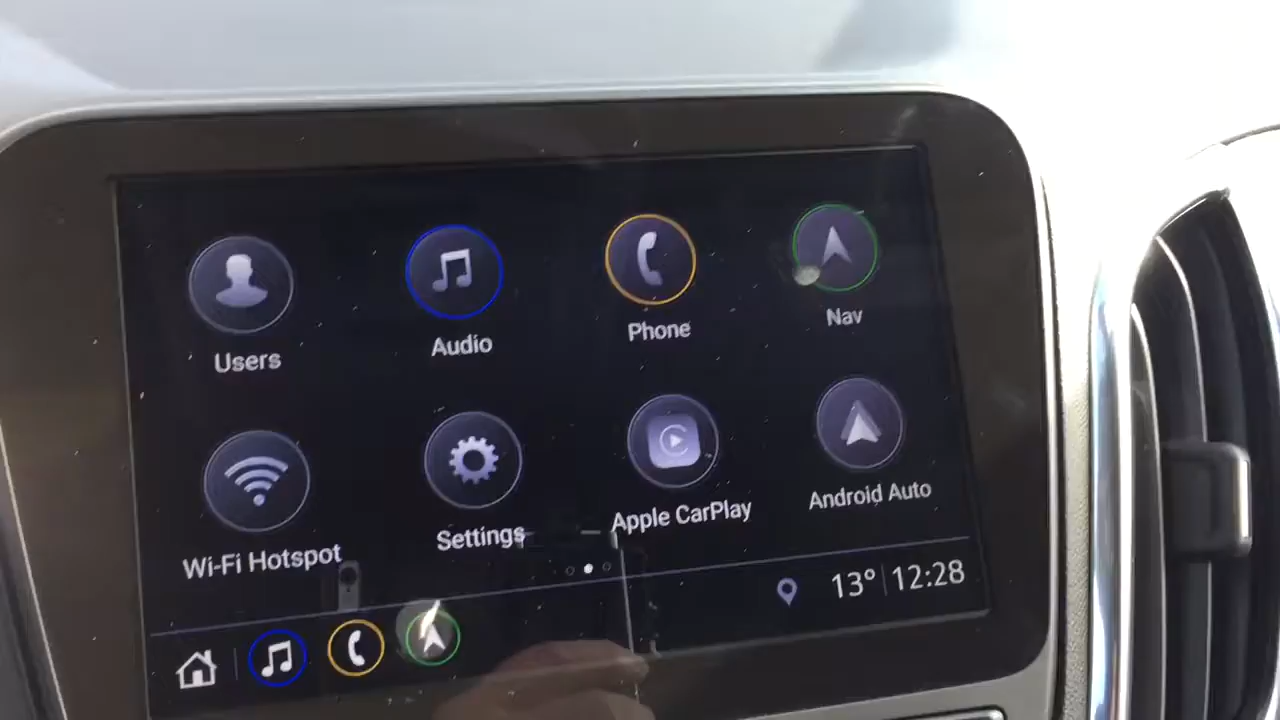 Users
Audio
Phone
Nav
Wi-Fi Hotspot
Settings
Apple CarPlay
Android Auto
13° 12:28